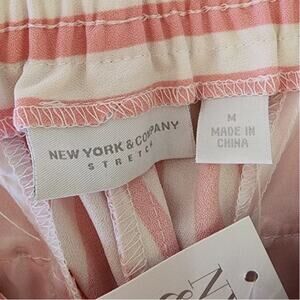 NEW YORK & COMPANY
STRETCH
M
MADE IN
CHINA
N
&